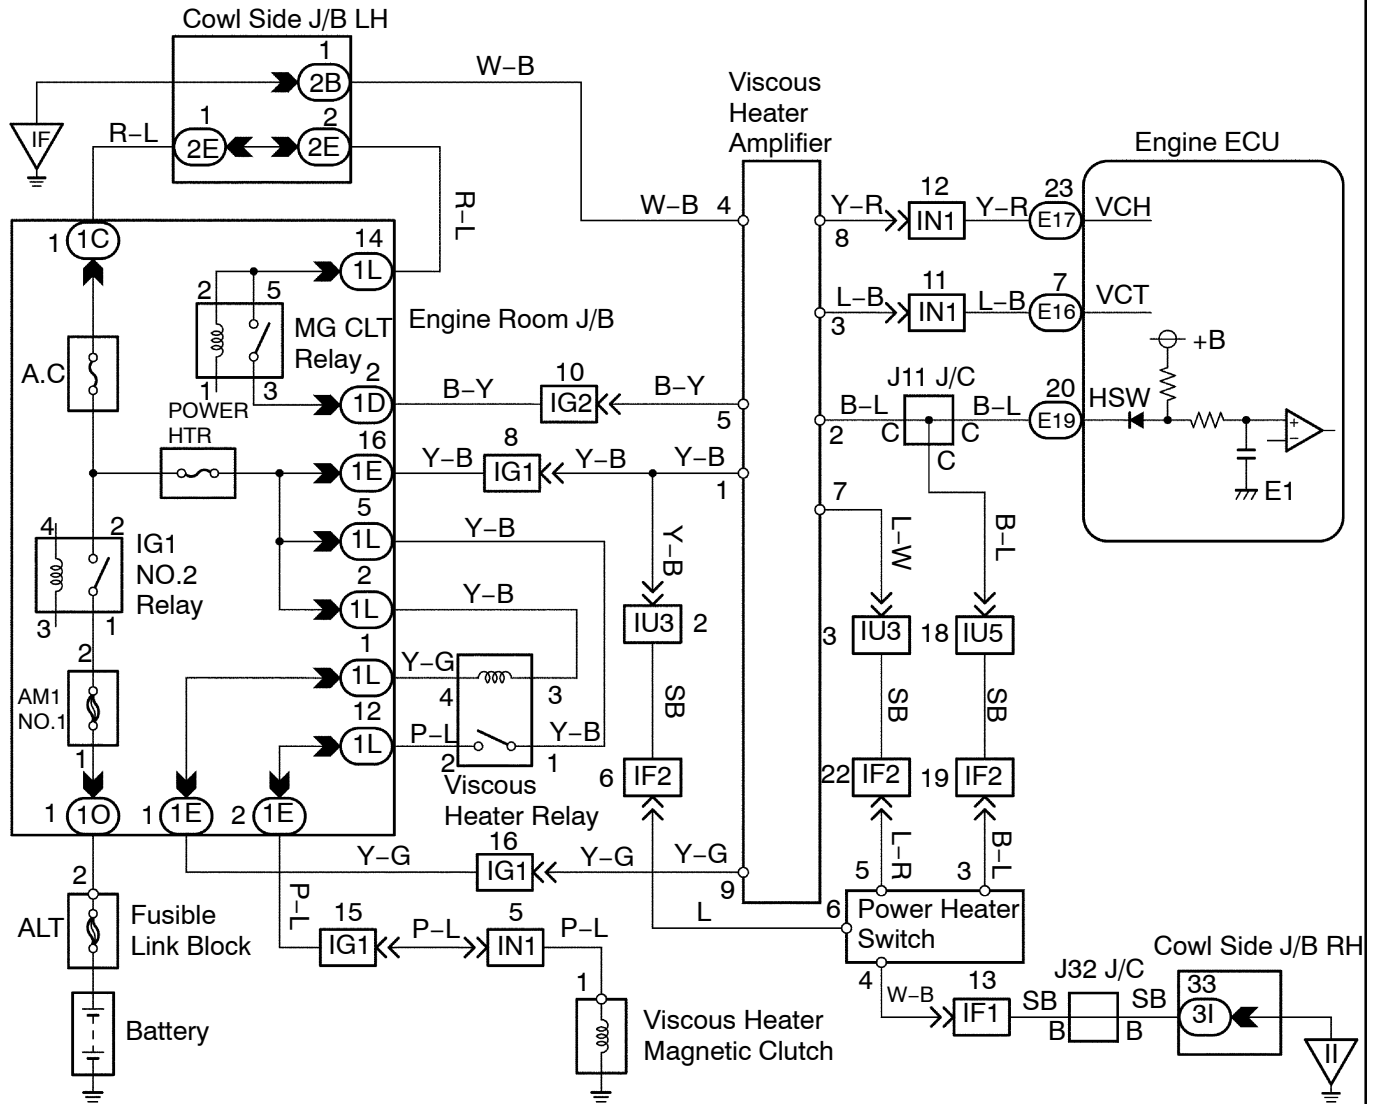 Cowl Side J/B LH
1
2B
W-B
IF
R-L
1
2E
2
2E
R-L
Viscous
Heater
Amplifier
Engine ECU
W-B 4
Y-R
8
12
IN1
Y-R
23
E17
VCH
L-B
3
11
IN1
L-B
7
E16
VCT
+B
1
1C
14
1L
2
5
MG CLT
Relay
1
3
Engine Room J/B
A.C
2
1D
B-Y
10
IG2
B-Y
5
B-L
2
J11 J/C
C
C
C
B-L
20
E19
HSW
+
-
E1
POWER
HTR
16
1E
Y-B
8
IG1
Y-B
Y-B
1
7
L-W
B-L
4
2
IG1
NO.2
Relay
3
1
5
1L
Y-B
2
1L
Y-B
Y-B
IU3
2
3
IU3
18
IU5
SB
SB
SB
2
AM1
NO.1
1
1
1L
Y-G
4
3
12
1L
P-L
2
Y-B
1
Viscous
Heater Relay
6
IF2
22
IF2
19
IF2
1
1O
1
1E
2
1E
Y-G
16
IG1
Y-G
Y-G
9
L-R
B-L
5
3
2
ALT
Fusible
Link Block
P-L
15
IG1
P-L
5
IN1
P-L
L
6
Power Heater
Switch
4
W-B
13
IF1
SB
B
J32 J/C
SB
B
Cowl Side J/B RH
33
3I
II
Battery
1
Viscous Heater
Magnetic Clutch